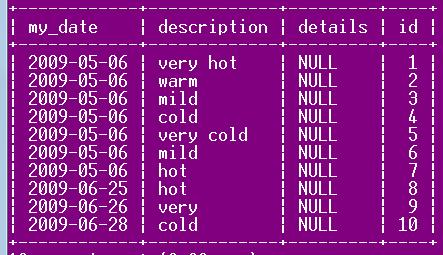 my_date | description | details | id
2009-05-06 | very hot | NULL | 1
2009-05-06 | warm | NULL | 2
2009-05-06 | mild | NULL | 3
2009-05-06 | cold | NULL | 4
2009-05-06 | very cold | NULL | 5
2009-05-06 | mild | NULL | 6
2009-05-06 | hot | NULL | 7
2009-06-25 | hot | NULL | 8
2009-06-26 | very | NULL | 9
2009-06-28 | cold | NULL | 10